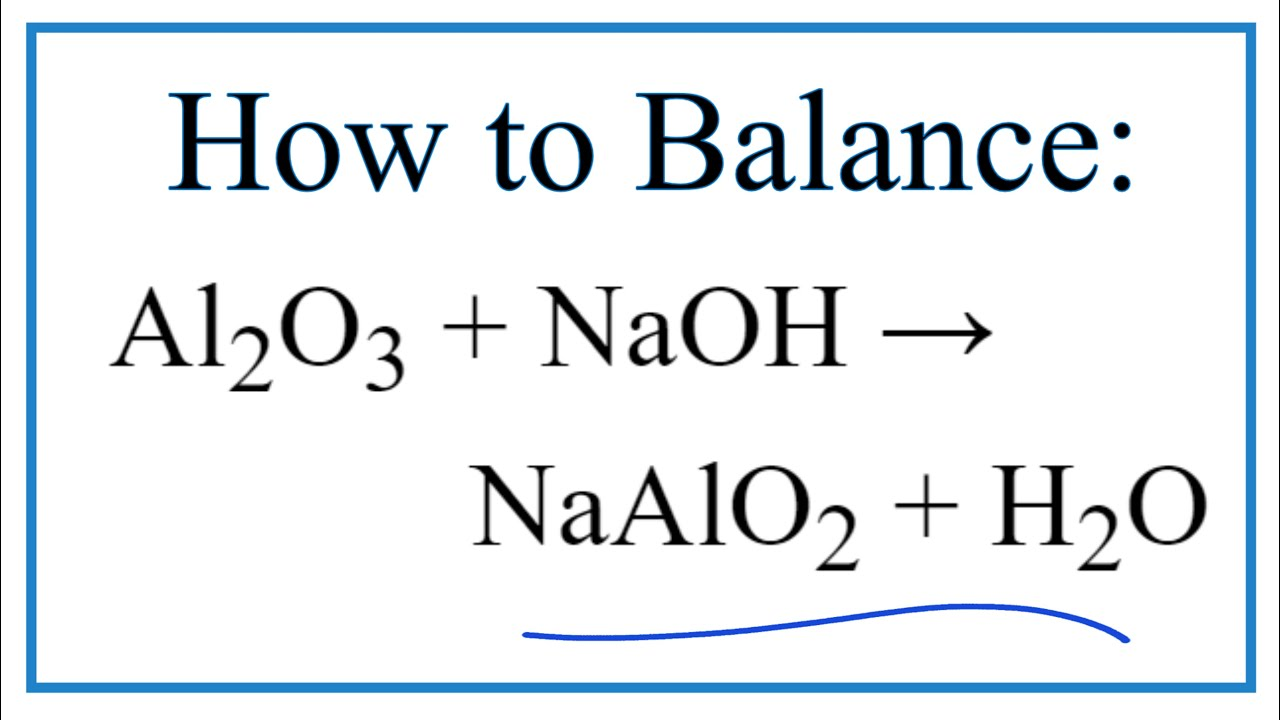 How to Balance:
Al₂O₃ + NaOH →
NaAlO₂ + H₂O